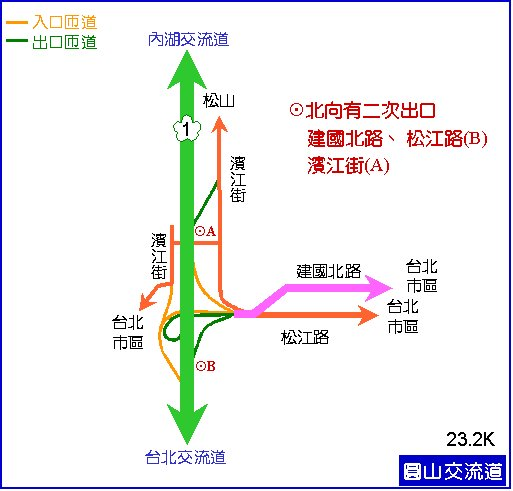 入口匝道
出口匝道
內湖交流道
松山
1
⊙北向有二次出口
建國北路、松江路(B)
濱江街(A)
濱江街
⊙A
濱江街
建國北路
台北市區
台北市區
台北市區
松江路
⊙B
台北交流道
23.2K
圓山交流道